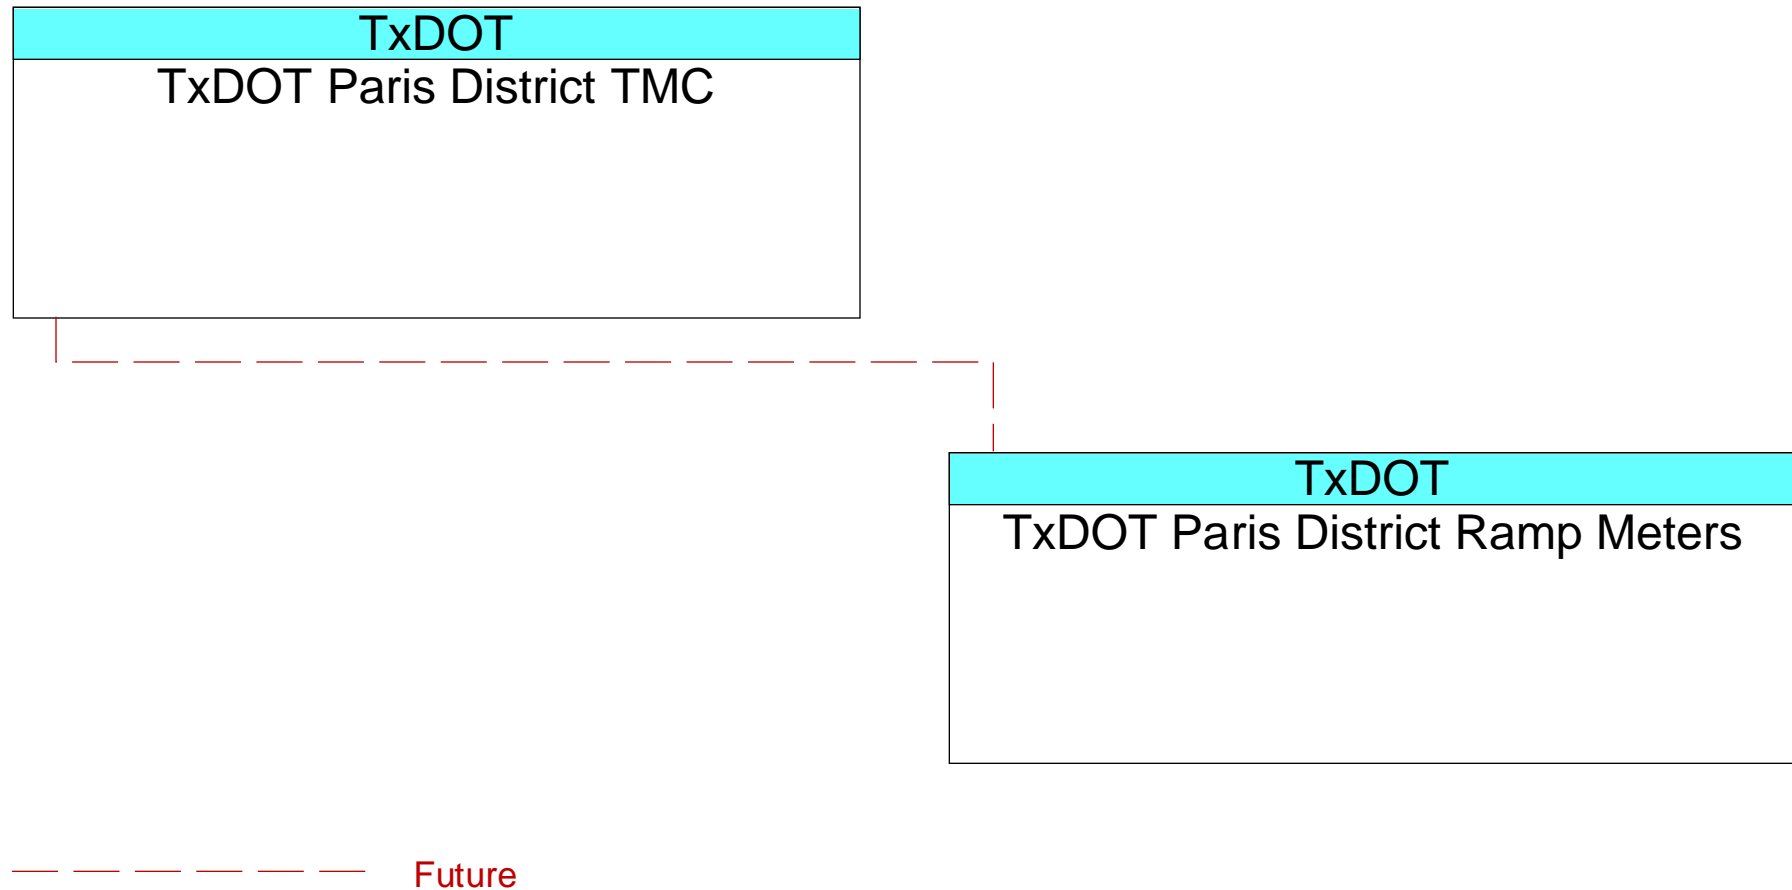 TxDOT
TxDOT Paris District TMC
TxDOT
TxDOT Paris District Ramp Meters
Future